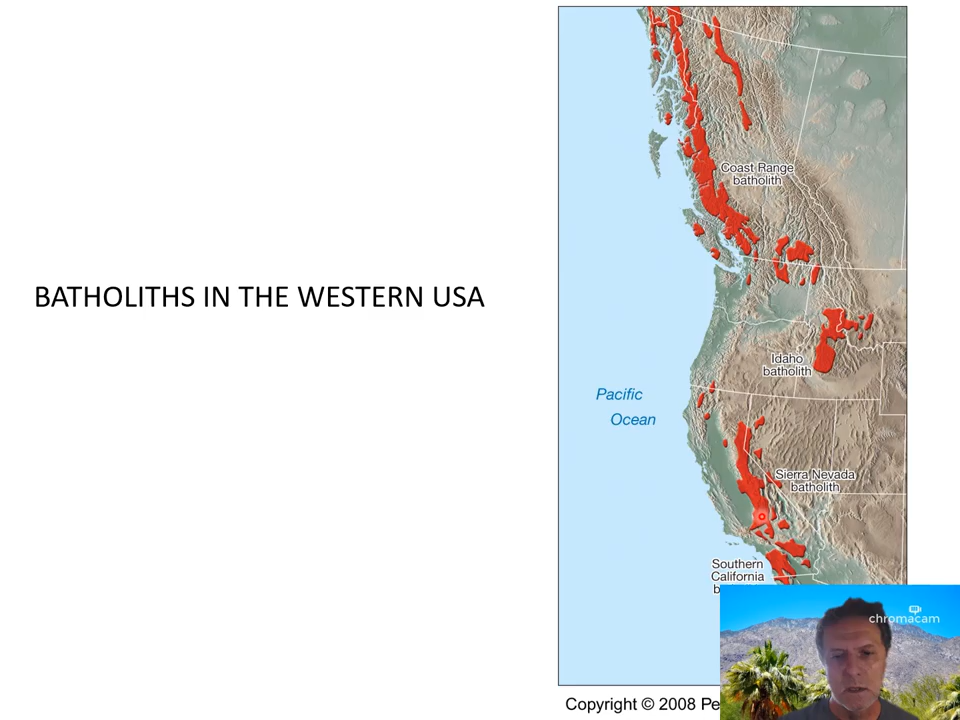 BATHOLITHS IN THE WESTERN USA
Coast Range
batholith
Idaho
batholith
Pacific
Ocean
Sierra Nevada
batholith
Southern
California
chromacam
Copyright © 2008